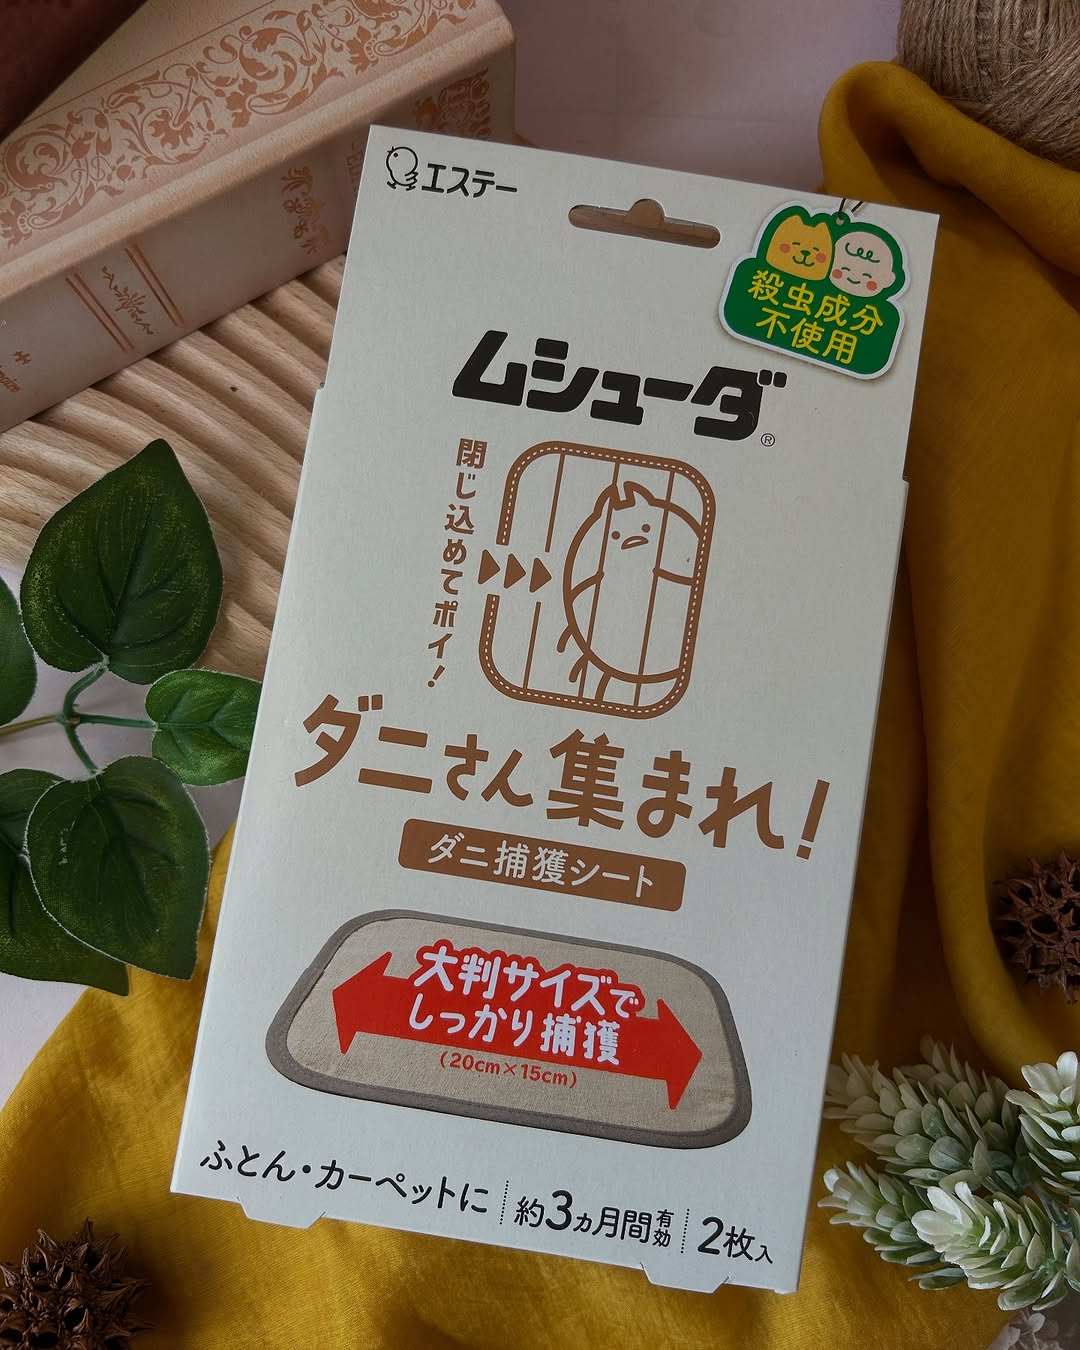 エステー
殺虫成分
不使用
ムシューダ®
閉じ込めてポイ!
ダニさん集まれ!
ダニ捕獲シート
大判サイズで
しっかり捕獲
(20cm×15cm)
ふとん・カーペットに 約3ヵ月間有効 2枚入